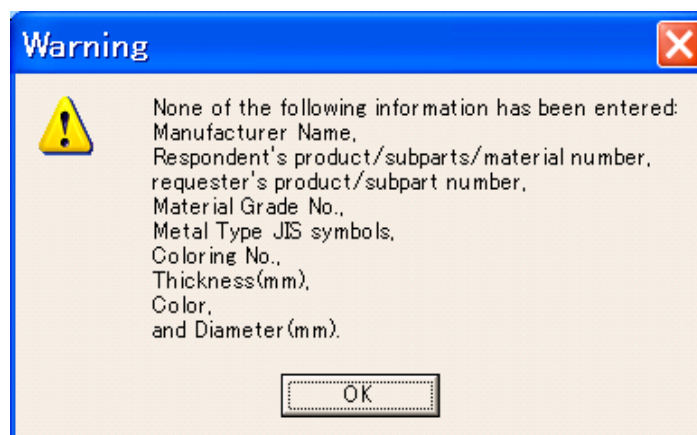 Warning
None of the following information has been entered:
Manufacturer Name,
Respondent's product/subparts/material number,
requester's product/subpart number,
Material Grade No.,
Metal Type JIS symbols,
Coloring No.,
Thickness(mm),
Color,
and Diameter(mm).
OK